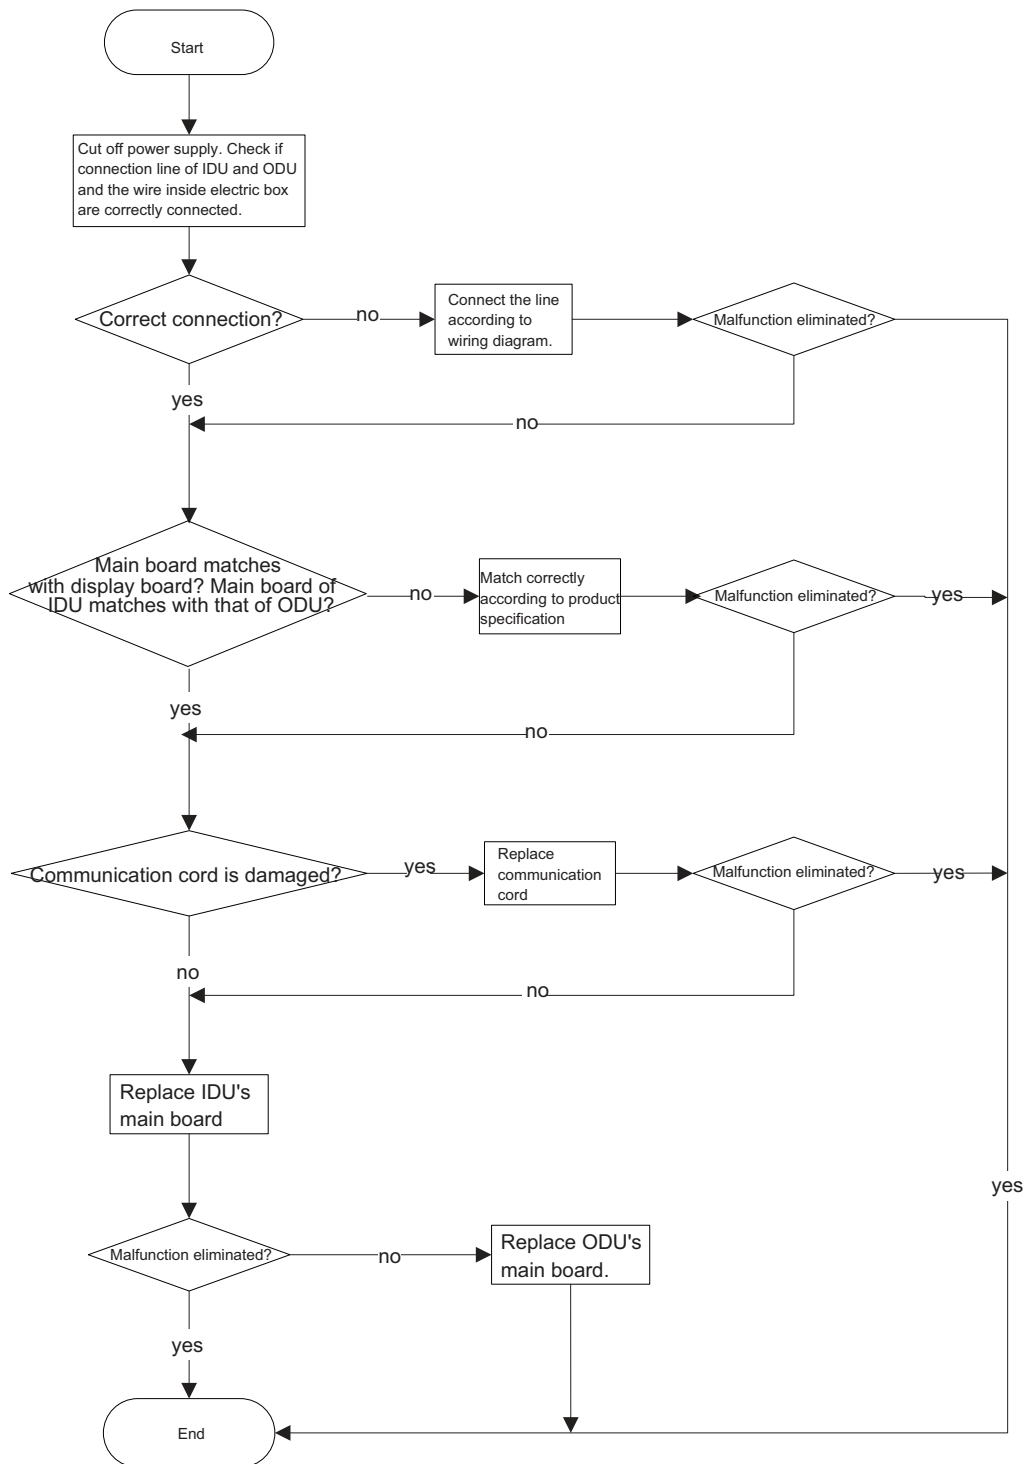 Start
Cut off power supply. Check if
connection line of IDU and ODU
and the wire inside electric box
are correctly connected.
Correct connection?
no
Connect the line
according to
wiring diagram.
Malfunction eliminated?
yes
no
Main board matches
with display board? Main board of
IDU matches with that of ODU?
no
Match correctly
according to product
specification
Malfunction eliminated?
yes
yes
no
Communication cord is damaged?
yes
Replace
communication
cord
Malfunction eliminated?
yes
no
no
Replace IDU's
main board
yes
Malfunction eliminated?
no
Replace ODU's
main board.
yes
End